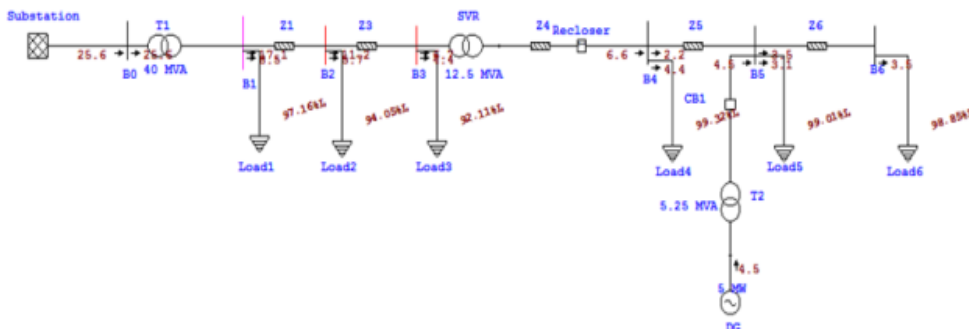 Substation
T1
Z1
Z3
SVR
Z4
Recloser
Z5
Z6
25.6
B0
40 MVA
B1
B2
B3
12.5 MVA
6.6
B4
2.2
4.4
4.5
B5
3.1
B6
3.5
CB1
97.16%L
94.05%L
92.11%L
99.32%L
99.01%L
98.85%L
Load1
Load2
Load3
Load4
Load5
Load6
T2
5.25 MVA
4.5
5 MW
DG